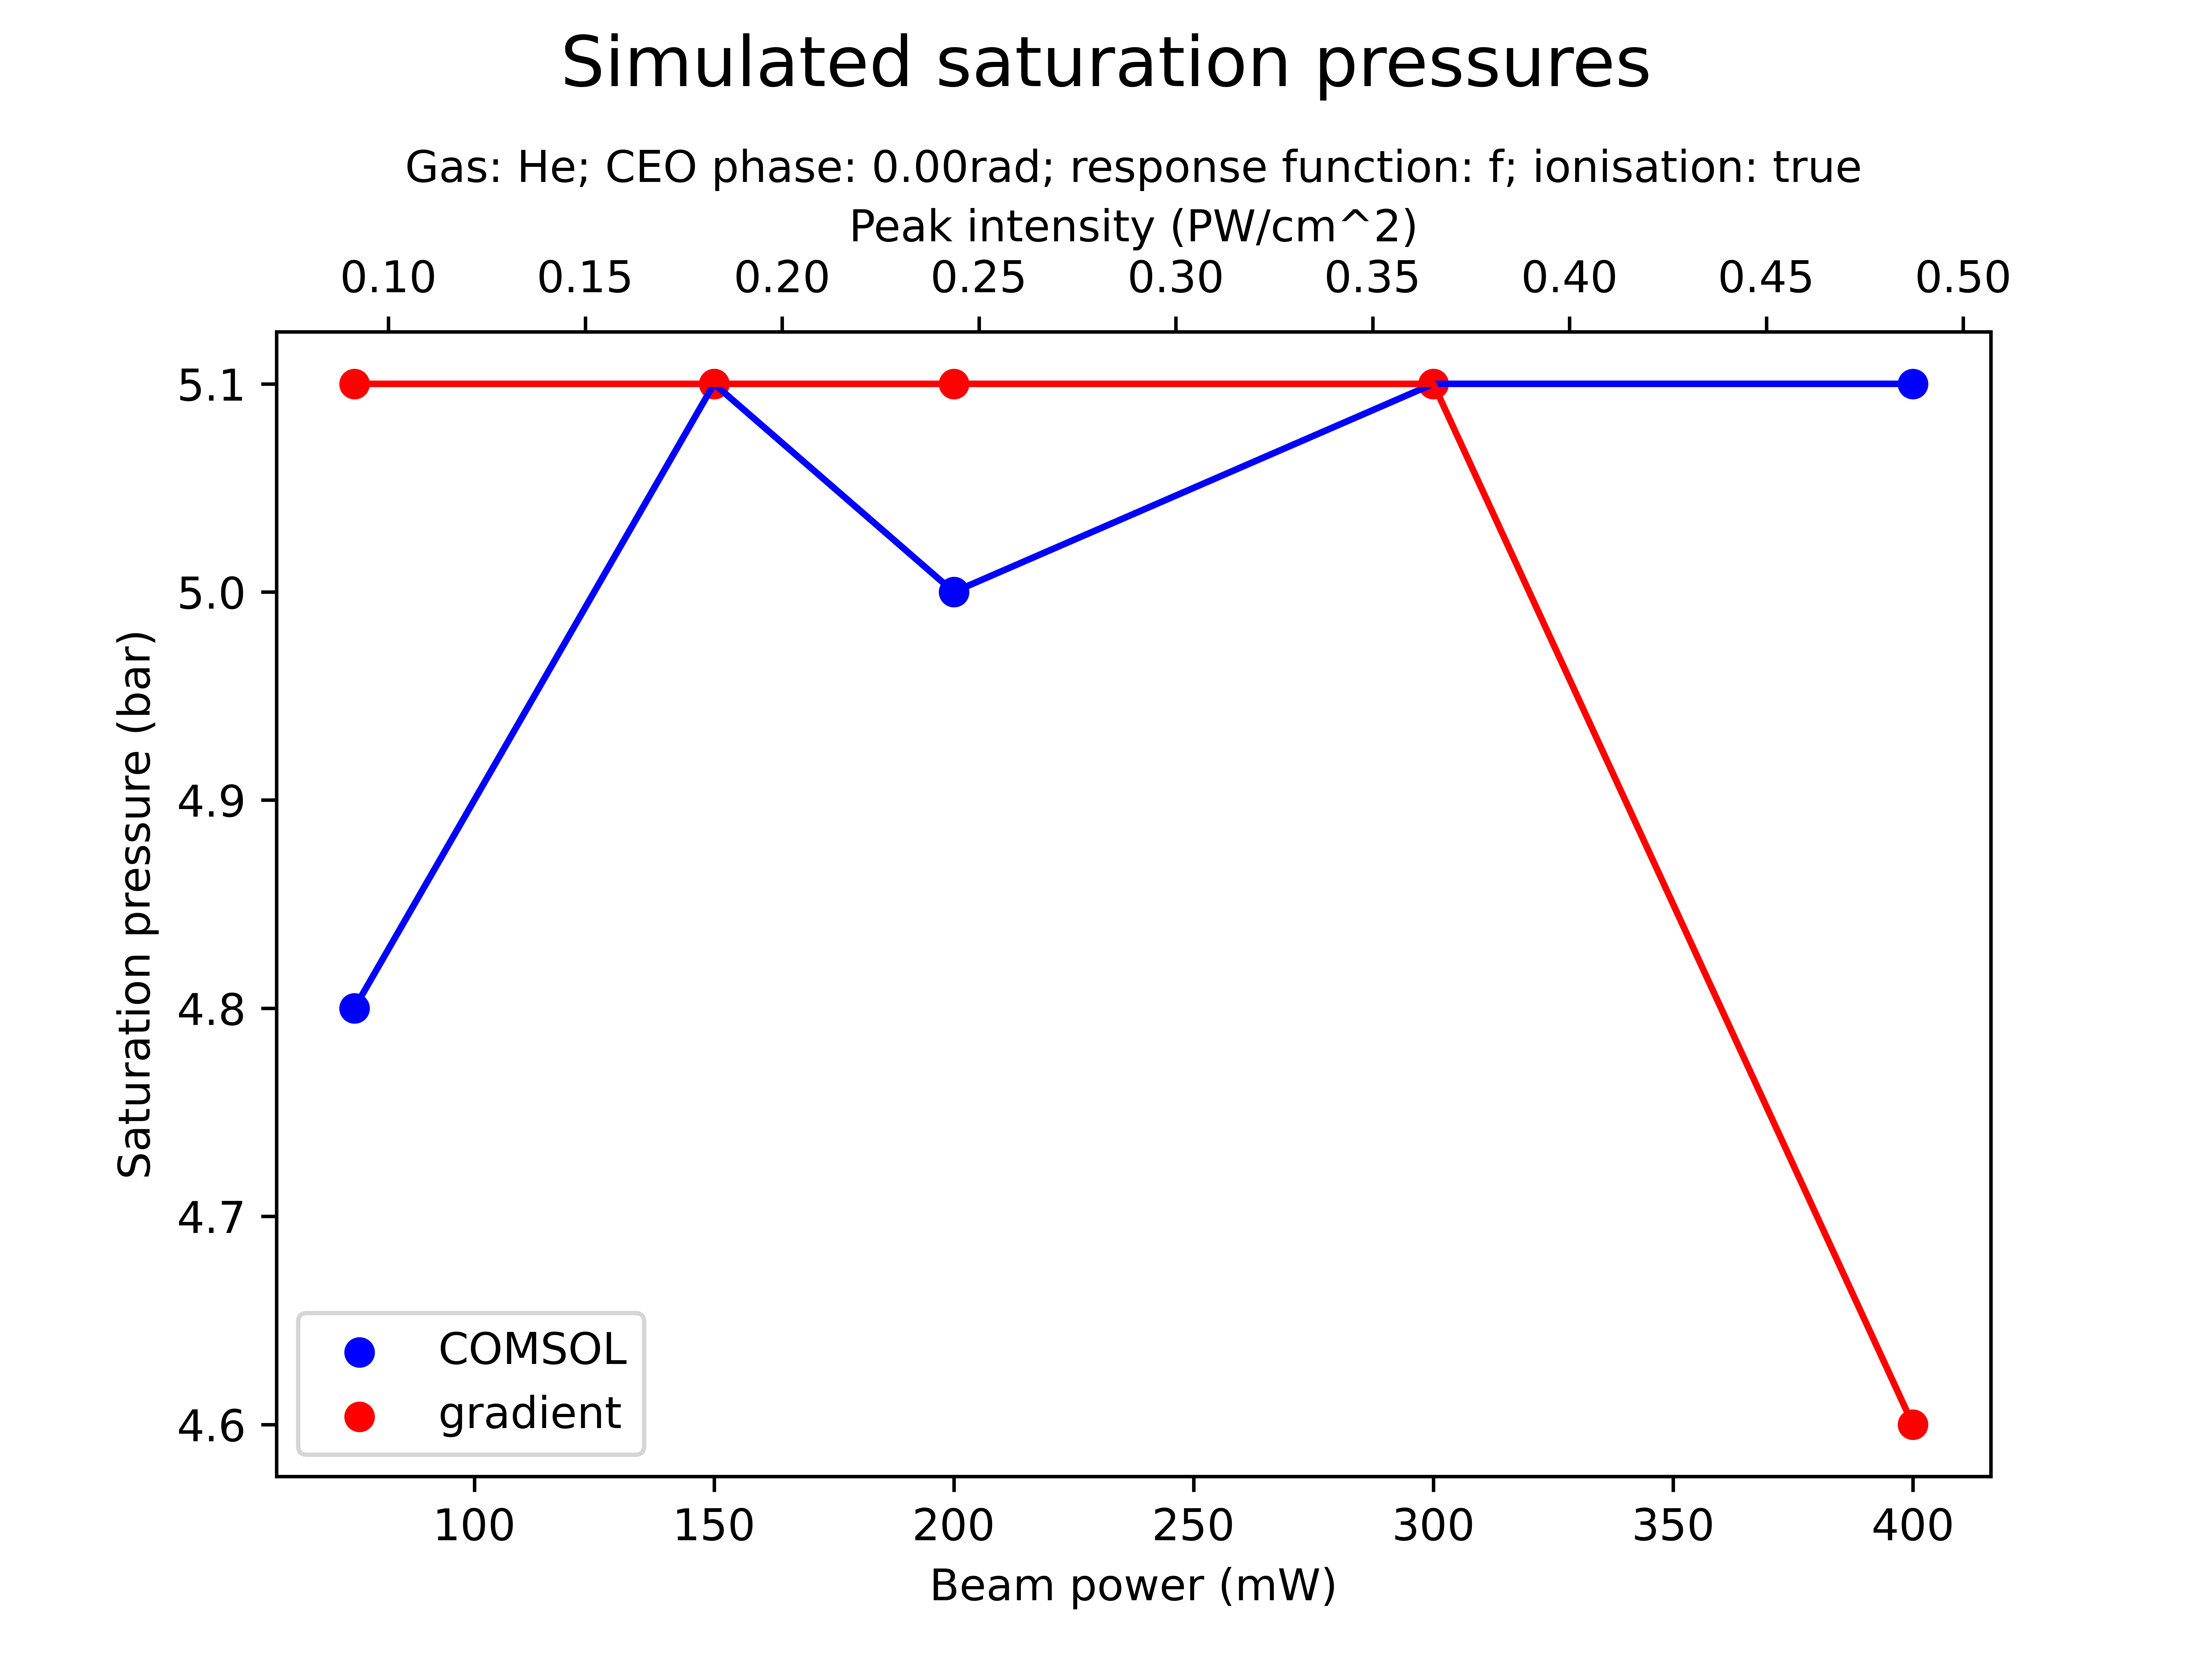 Simulated saturation pressures
Gas: He; CEO phase: 0.00rad; response function: f; ionisation: true
Peak intensity (PW/cm^2)
0.10 0.15 0.20 0.25 0.30 0.35 0.40 0.45 0.50
5.1
5.0
4.9
4.8
4.7
4.6
Saturation pressure (bar)
COMSOL
gradient
100 150 200 250 300 350 400
Beam power (mW)